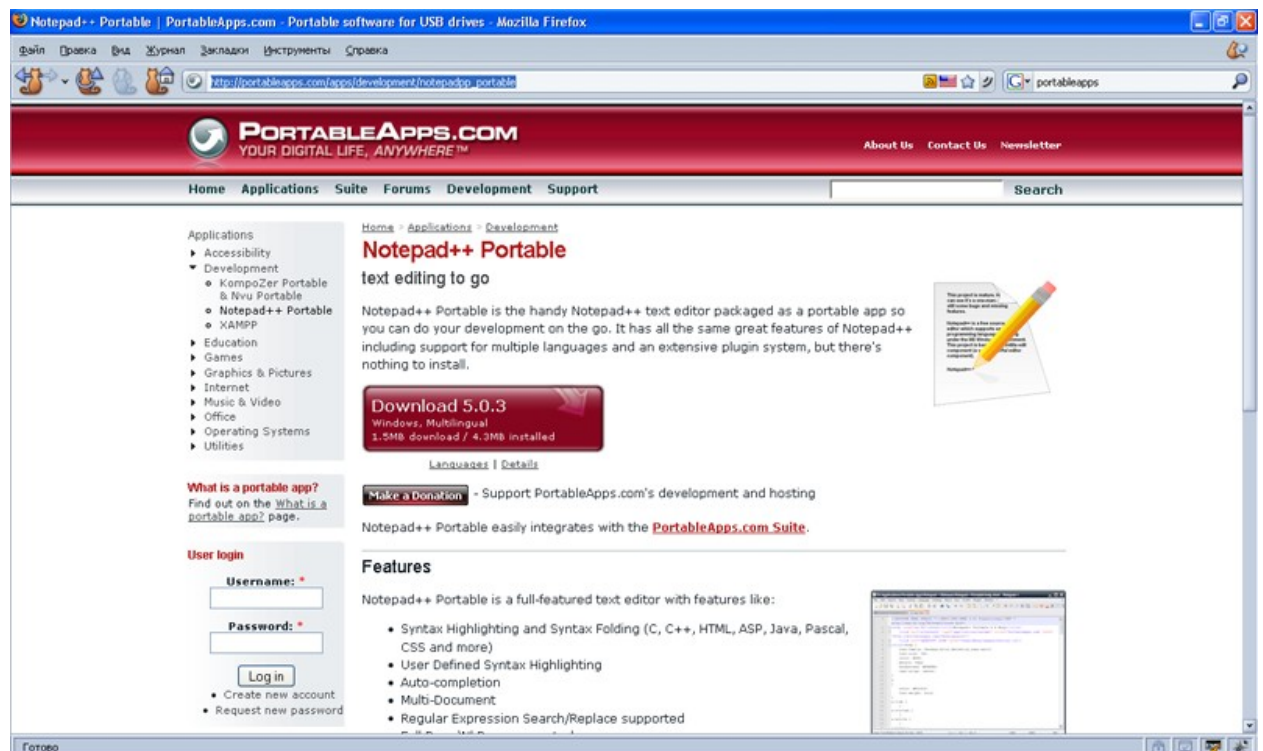 Notepad++ Portable | PortableApps.com - Portable software for USB drives - Mozilla Firefox
Файл Правка Вид Журнал Закладки Инструменты Справка
http://portableapps.com/apps/development/notepadpp_portable
G portableapps
PORTABLEAPPS.COM
YOUR DIGITAL LIFE, ANYWHERE™
About Us Contact Us Newsletter
Home Applications Suite Forums Development Support
Search
Applications
Accessibility
Development
KompoZer Portable
& Nvu Portable
Notepad++ Portable
XAMPP
Education
Games
Graphics & Pictures
Internet
Music & Video
Office
Operating Systems
Utilities
What is a portable app?
Find out on the What is a
portable app? page.
User login
Username: *
Password: *
Log in
Create new account
Request new password
Home > Applications > Development
Notepad++ Portable
text editing to go
Notepad++ Portable is the handy Notepad++ text editor packaged as a portable app so
you can do your development on the go. It has all the same great features of Notepad++
including support for multiple languages and an extensive plugin system, but there's
nothing to install.
Download 5.0.3
Windows, Multilingual
1.5MB download / 4.3MB installed
Languages | Details
Make a Donation - Support PortableApps.com's development and hosting
Notepad++ Portable easily integrates with the PortableApps.com Suite.
Features
Notepad++ Portable is a full-featured text editor with features like:
Syntax Highlighting and Syntax Folding (C, C++, HTML, ASP, Java, Pascal,
CSS and more)
User Defined Syntax Highlighting
Auto-completion
Multi-Document
Regular Expression Search/Replace supported
Готово